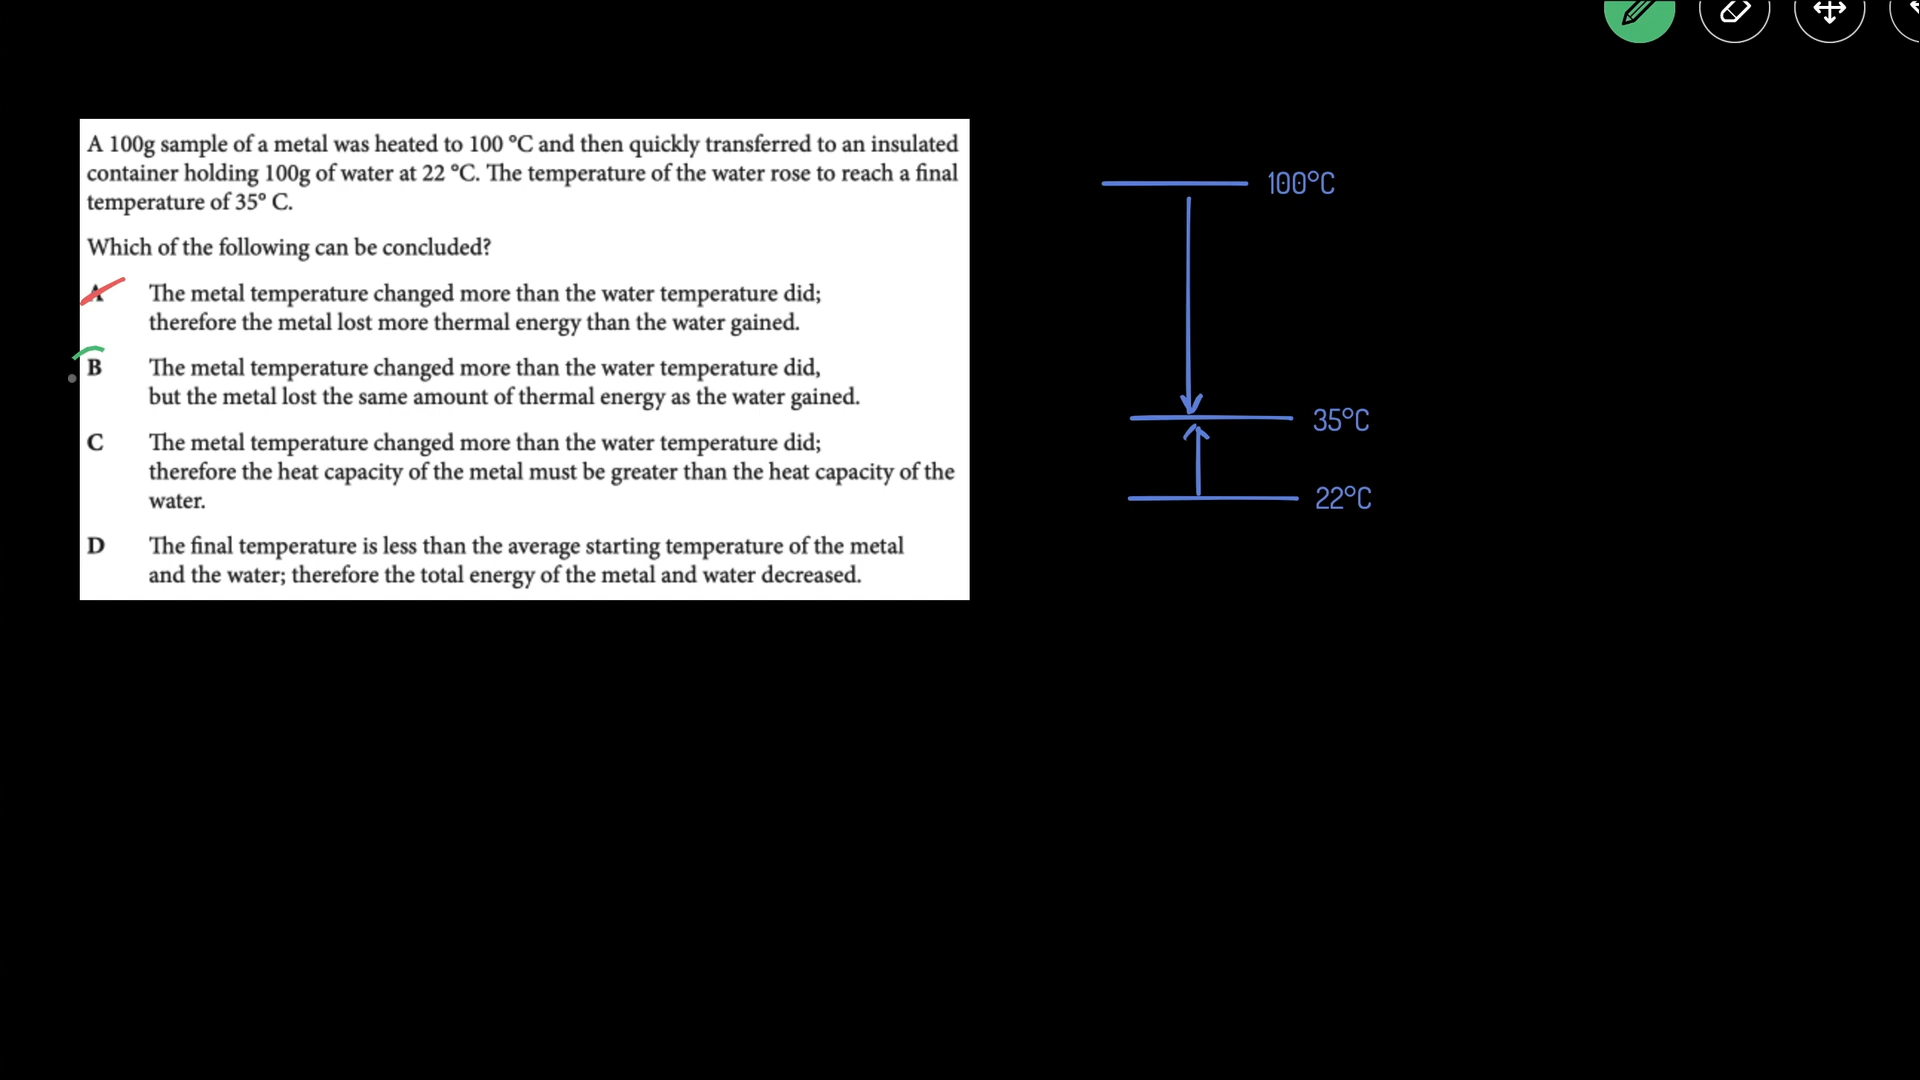 A 100g sample of a metal was heated to 100 °C and then quickly transferred to an insulated
container holding 100g of water at 22 °C. The temperature of the water rose to reach a final
temperature of 35° C.
Which of the following can be concluded?
A The metal temperature changed more than the water temperature did;
therefore the metal lost more thermal energy than the water gained.
B The metal temperature changed more than the water temperature did,
but the metal lost the same amount of thermal energy as the water gained.
C The metal temperature changed more than the water temperature did;
therefore the heat capacity of the metal must be greater than the heat capacity of the
water.
D The final temperature is less than the average starting temperature of the metal
and the water; therefore the total energy of the metal and water decreased.
100°C
35°C
22°C